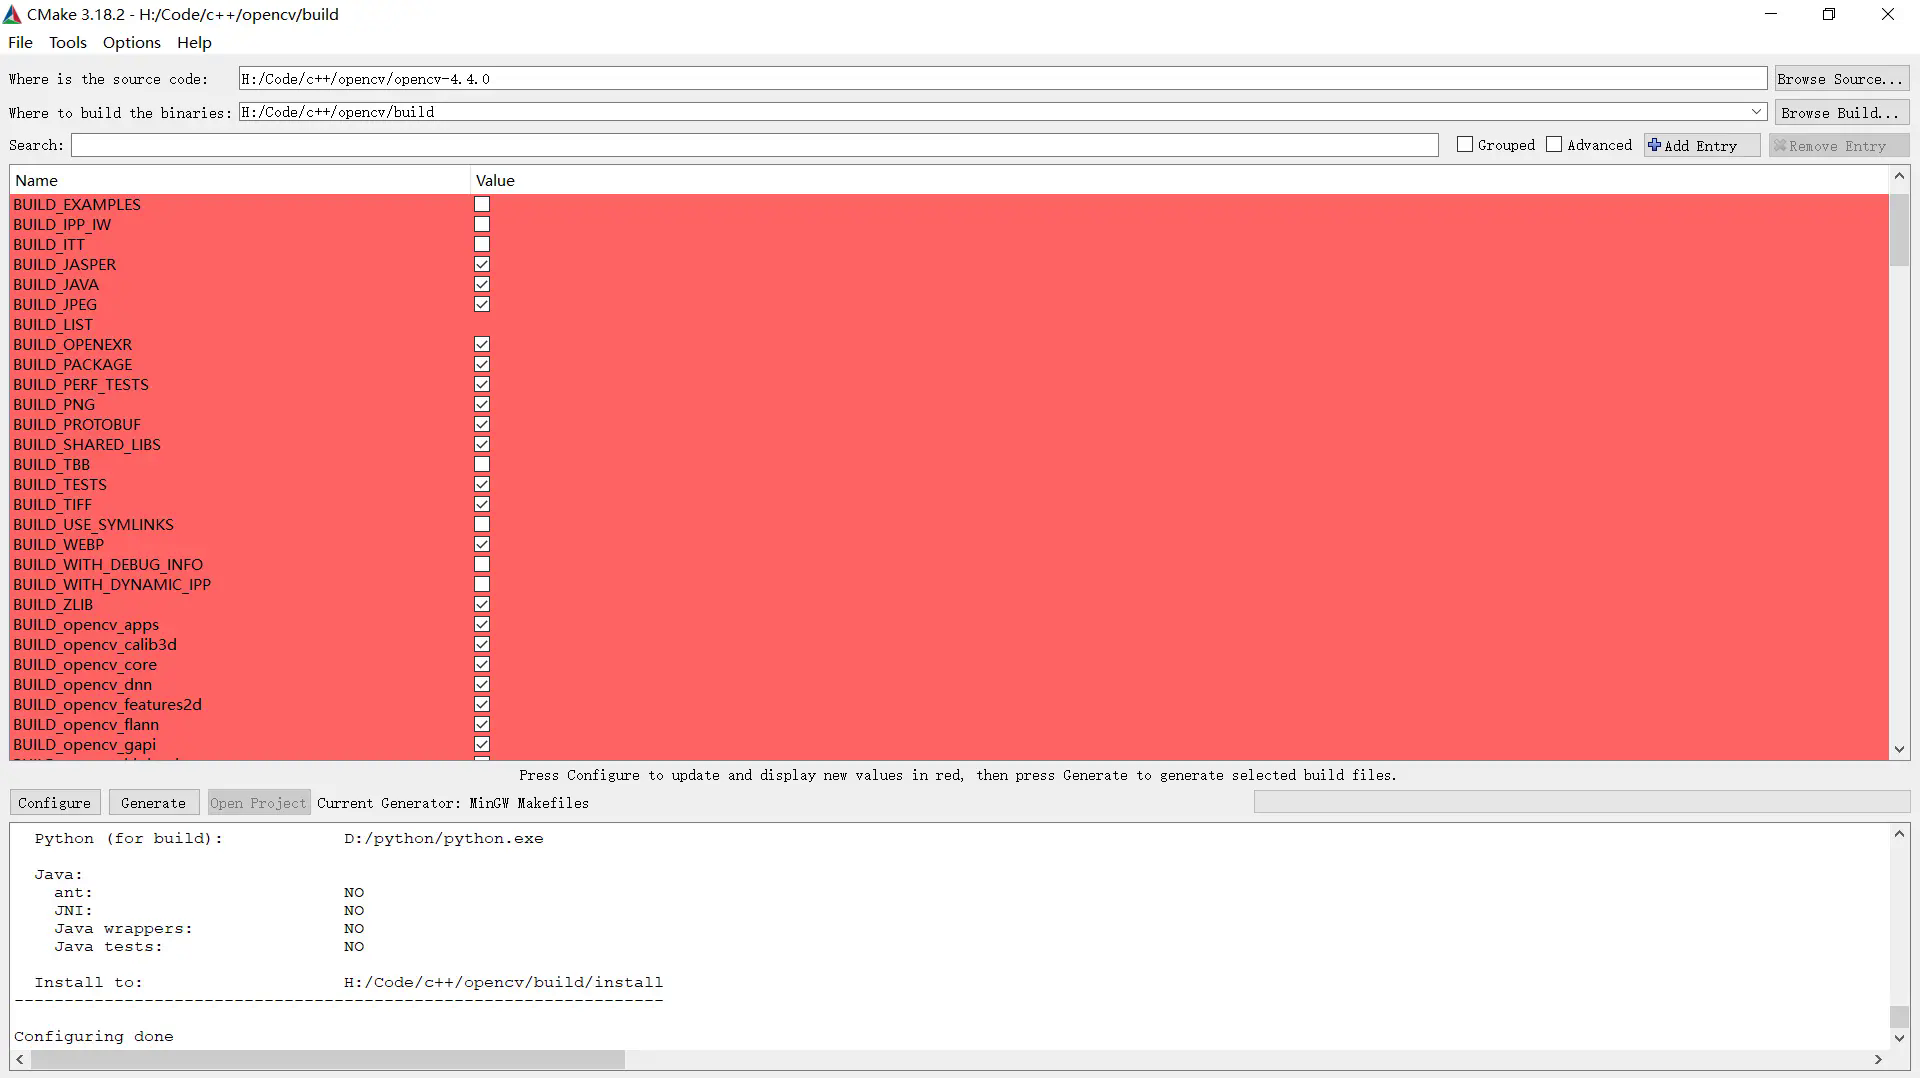 CMake 3.18.2 - H:/Code/c++/opencv/build
File Tools Options Help
Where is the source code: H:/Code/c++/opencv/opencv-4.4.0 Browse Source...
Where to build the binaries: H:/Code/c++/opencv/build Browse Build...
Search: Grouped Advanced Add Entry Remove Entry
Name Value
BUILD_EXAMPLES
BUILD_IPP_IW
BUILD_ITT
BUILD_JASPER
BUILD_JAVA
BUILD_JPEG
BUILD_LIST
BUILD_OPENEXR
BUILD_PACKAGE
BUILD_PERF_TESTS
BUILD_PNG
BUILD_PROTOBUF
BUILD_SHARED_LIBS
BUILD_TBB
BUILD_TESTS
BUILD_TIFF
BUILD_USE_SYMLINKS
BUILD_WEBP
BUILD_WITH_DEBUG_INFO
BUILD_WITH_DYNAMIC_IPP
BUILD_ZLIB
BUILD_opencv_apps
BUILD_opencv_calib3d
BUILD_opencv_core
BUILD_opencv_dnn
BUILD_opencv_features2d
BUILD_opencv_flann
BUILD_opencv_gapi
Press Configure to update and display new values in red, then press Generate to generate selected build files.
Configure Generate Open Project Current Generator: MinGW Makefiles
Python (for build): D:/python/python.exe
Java:
ant: NO
JNI: NO
Java wrappers: NO
Java tests: NO
Install to: H:/Code/c++/opencv/build/install
-----------------------------------------------------------------
Configuring done